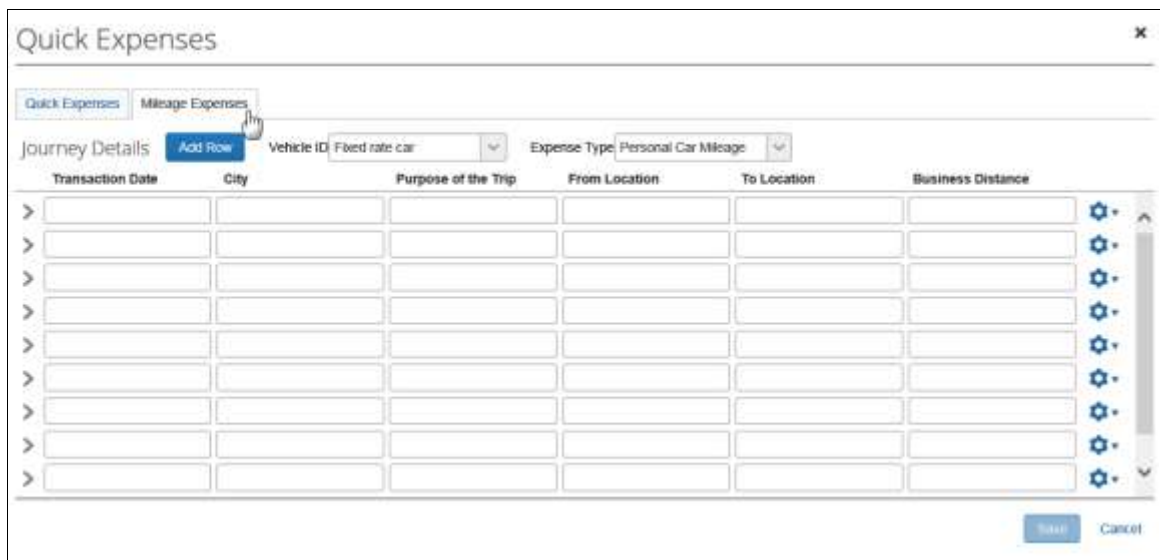 Quick Expenses
Quick Expenses Mileage Expenses
Journey Details Add Row Vehicle ID Fixed rate car Expense Type Personal Car Mileage
Transaction Date City Purpose of the Trip From Location To Location Business Distance
Save Cancel